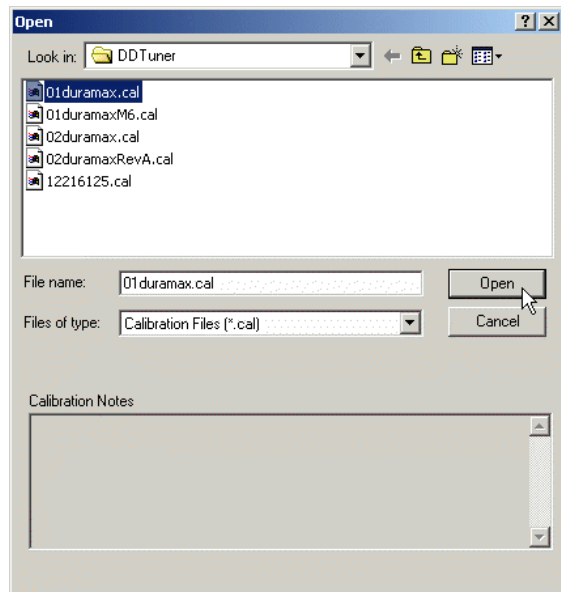 Open
Look in: DDTuner
01duramax.cal
01duramaxM6.cal
02duramax.cal
02duramaxRevA.cal
12216125.cal
File name: 01duramax.cal Open
Files of type: Calibration Files (*.cal) Cancel
Calibration Notes